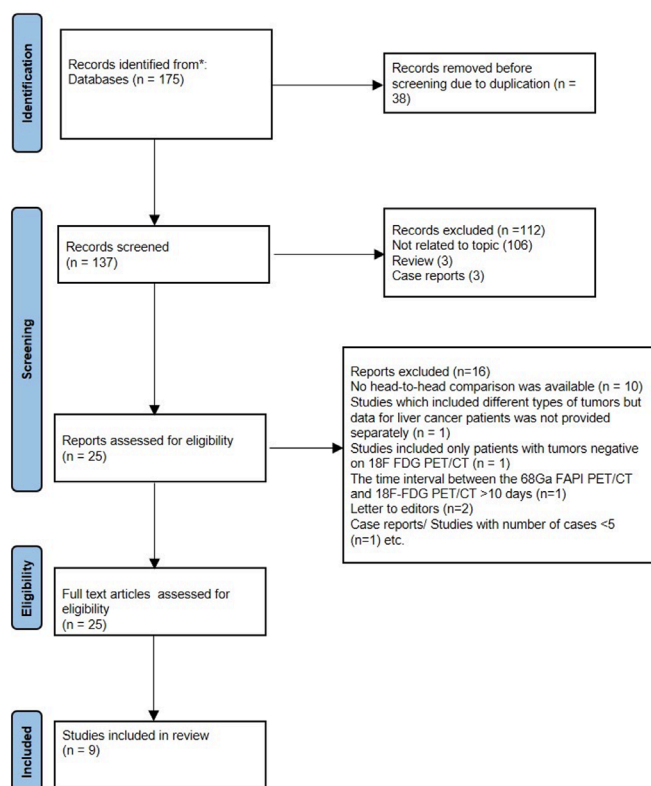 Identification
Records identified from*:
Databases (n = 175)
Records removed before
screening due to duplication (n =
38)
Screening
Records screened
(n = 137)
Records excluded (n =112)
Not related to topic (106)
Review (3)
Case reports (3)
Reports assessed for eligibility
(n = 25)
Reports excluded (n=16)
No head-to-head comparison was available (n = 10)
Studies which included different types of tumors but
data for liver cancer patients was not provided
separately (n = 1)
Studies included only patients with tumors negative
on 18F FDG PET/CT (n = 1)
The time interval between the 68Ga FAPI PET/CT
and 18F-FDG PET/CT >10 days (n=1)
Letter to editors (n=2)
Case reports/ Studies with number of cases <5
(n=1) etc.
Eligibility
Full text articles assessed for
eligibility
(n = 25)
Included
Studies included in review
(n = 9)